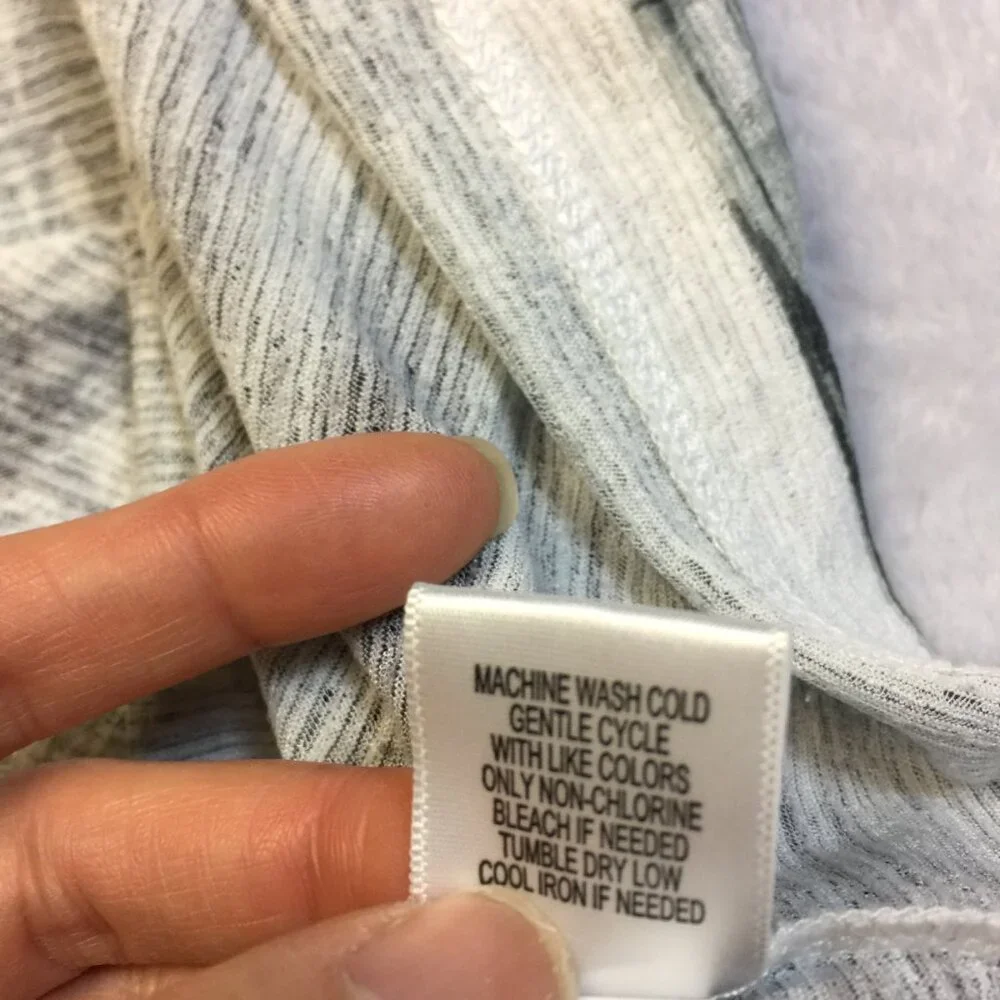 MACHINE WASH COLD
GENTLE CYCLE
WITH LIKE COLORS
ONLY NON-CHLORINE
BLEACH IF NEEDED
TUMBLE DRY LOW
COOL IRON IF NEEDED